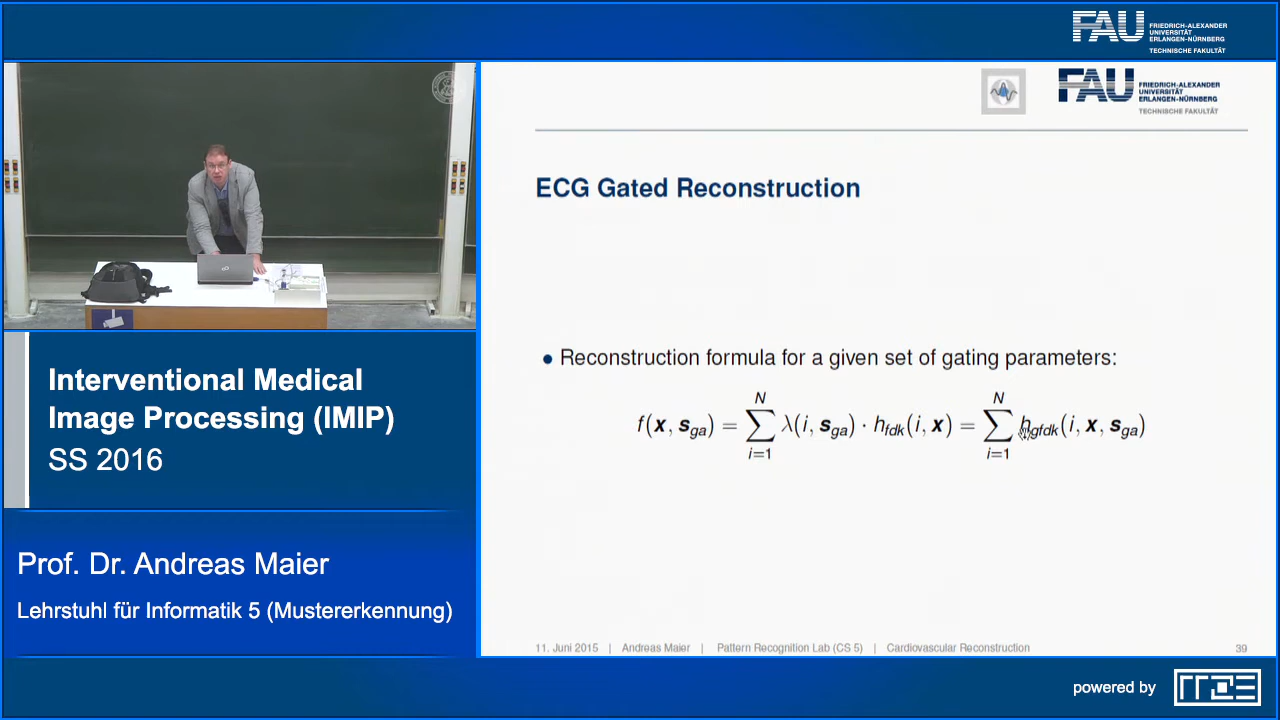 FAU FRIEDRICH-ALEXANDER
UNIVERSITÄT
ERLANGEN-NÜRNBERG
TECHNISCHE FAKULTÄT
FAU FRIEDRICH-ALEXANDER
UNIVERSITÄT
ERLANGEN-NÜRNBERG
TECHNISCHE FAKULTÄT
ECG Gated Reconstruction
• Reconstruction formula for a given set of gating parameters:
f(x, s_ga) = ∑_{i=1}^{N} λ(i, s_ga) · h_fdk(i, x) = ∑_{i=1}^{N} h_gfdk(i, x, s_ga)
11. Juni 2015 | Andreas Maier | Pattern Recognition Lab (CS 5) | Cardiovascular Reconstruction 39
Interventional Medical
Image Processing (IMIP)
SS 2016
Prof. Dr. Andreas Maier
Lehrstuhl für Informatik 5 (Mustererkennung)
powered by
RRZE